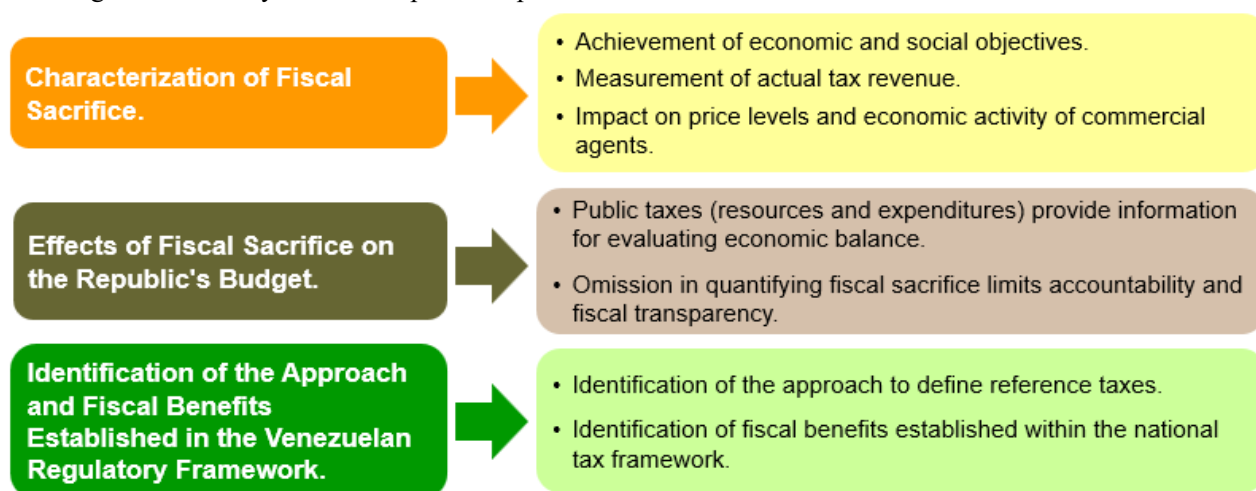 Characterization of Fiscal
Sacrifice.
• Achievement of economic and social objectives.
• Measurement of actual tax revenue.
• Impact on price levels and economic activity of commercial
agents.
Effects of Fiscal Sacrifice on
the Republic's Budget.
• Public taxes (resources and expenditures) provide information
for evaluating economic balance.
• Omission in quantifying fiscal sacrifice limits accountability and
fiscal transparency.
Identification of the Approach
and Fiscal Benefits
Established in the Venezuelan
Regulatory Framework.
• Identification of the approach to define reference taxes.
• Identification of fiscal benefits established within the national
tax framework.